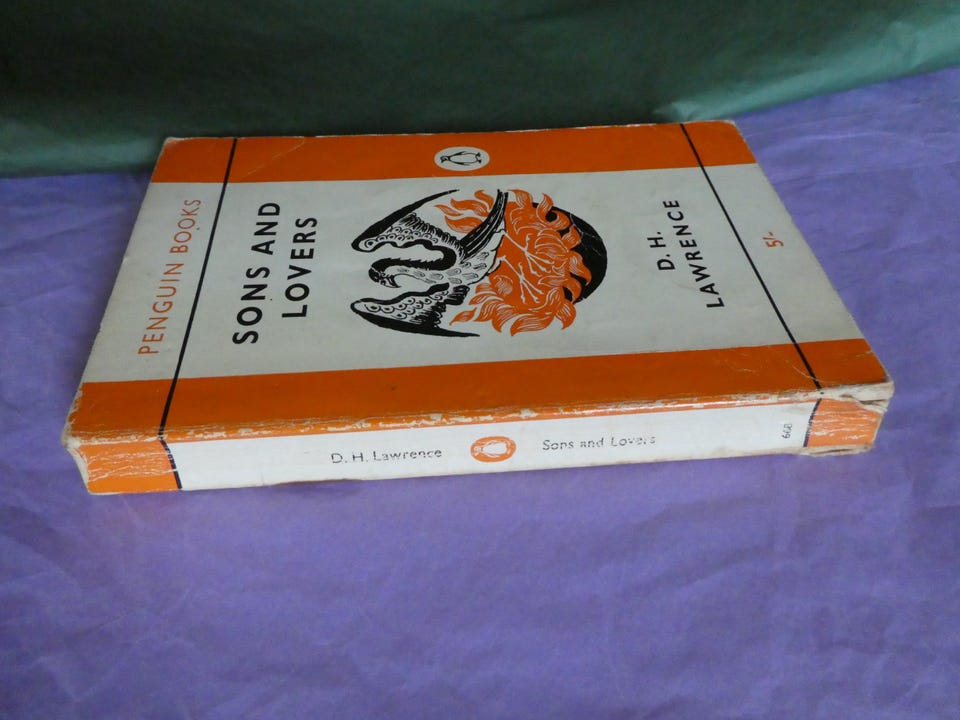 PENGUIN BOOKS
SONS AND
LOVERS
D. H.
LAWRENCE
5/-
D. H. Lawrence
Sons and Lovers
668